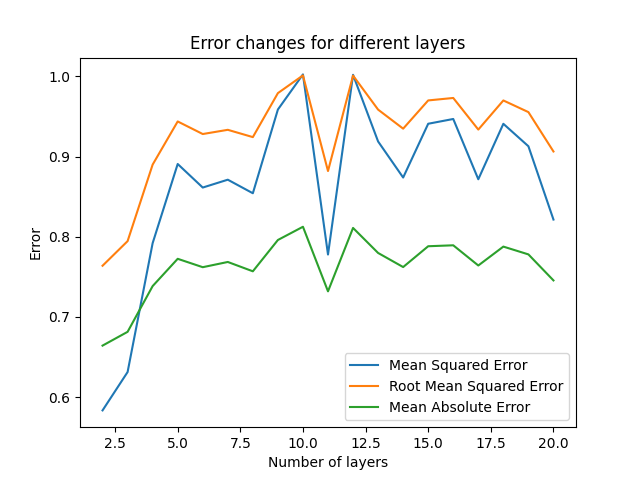 Error changes for different layers
1.0
0.9
0.8
0.7
0.6
Error
Mean Squared Error
Root Mean Squared Error
Mean Absolute Error
2.5 5.0 7.5 10.0 12.5 15.0 17.5 20.0
Number of layers